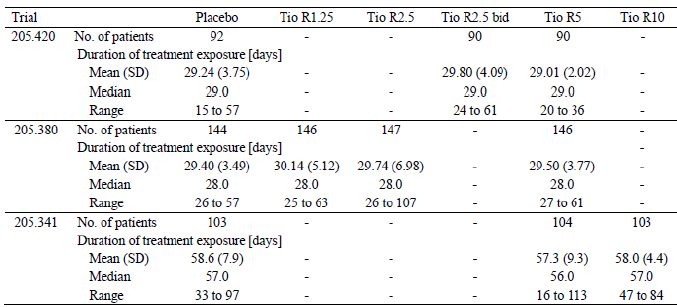 Trial Placebo Tio R1.25 Tio R2.5 Tio R2.5 bid Tio R5 Tio R10
205.420 No. of patients 92 - - 90 90 -
Duration of treatment exposure [days]
Mean (SD) 29.24 (3.75) - - 29.80 (4.09) 29.01 (2.02) -
Median 29.0 - - 29.0 29.0 -
Range 15 to 57 - - 24 to 61 20 to 36 -
205.380 No. of patients 144 146 147 - 146 -
Duration of treatment exposure [days] -
Mean (SD) 29.40 (3.49) 30.14 (5.12) 29.74 (6.98) - 29.50 (3.77) -
Median 28.0 28.0 28.0 - 28.0 -
Range 26 to 57 25 to 63 26 to 107 - 27 to 61 -
205.341 No. of patients 103 - - - 104 103
Duration of treatment exposure [days]
Mean (SD) 58.6 (7.9) - - - 57.3 (9.3) 58.0 (4.4)
Median 57.0 - - - 56.0 57.0
Range 33 to 97 - - - 16 to 113 47 to 84